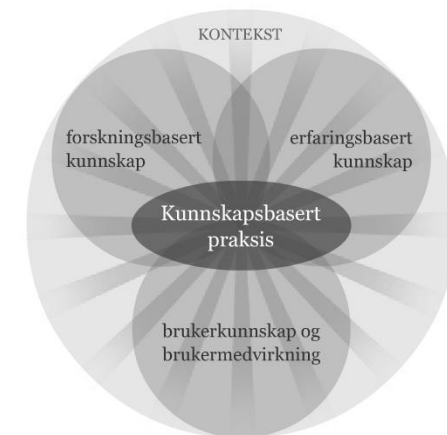 KONTEKST
forskningsbasert
kunnskap
erfaringsbasert
kunnskap
Kunnskapsbasert
praksis
brukerkunnskap og
brukermedvirkning